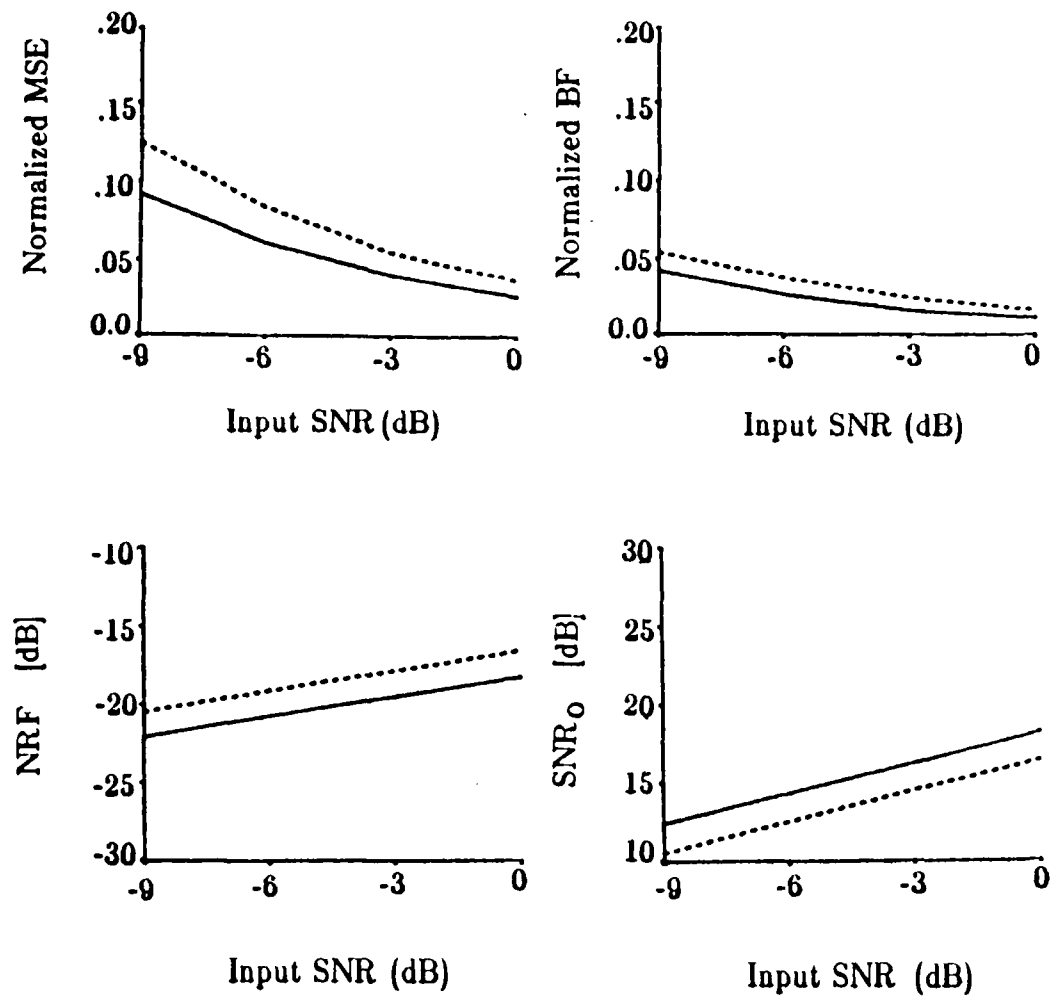 Normalized MSE
.20
.15
.10
.05
0.0
-9 -6 -3 0
Input SNR (dB)
Normalized BF
.20
.15
.10
.05
0.0
-9 -6 -3 0
Input SNR (dB)
NRF [dB]
-10
-15
-20
-25
-30
-9 -6 -3 0
Input SNR (dB)
SNRO [dB]
30
25
20
15
10
-9 -6 -3 0
Input SNR (dB)